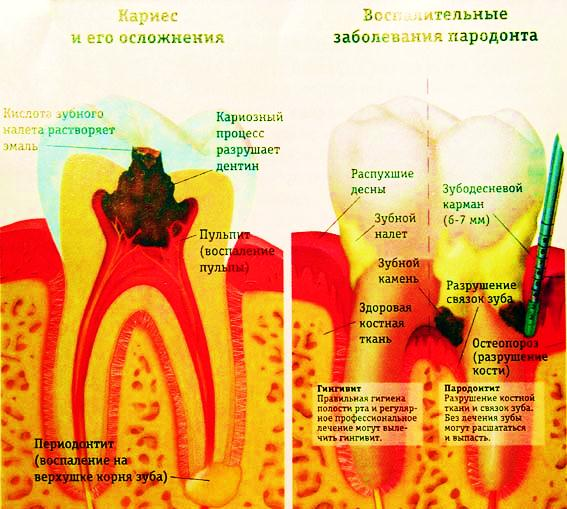 Кариес
и его осложнения
Воспалительные
заболевания пародонта
Кислота зубного
налета растворяет
эмаль
Кариозный
процесс
разрушает
дентин
Пульпит
(воспаление
пульпы)
Периодонтит
(воспаление на
верхушке корня зуба)
Распухшие
десны
Зубной
налет
Зубной
камень
Здоровая
костная
ткань
Зубодесневой
карман
(6-7 мм)
Разрушение
связок зуба
Остеопороз
(разрушение
кости)
Гингивит
Правильная гигиена
полости рта и регуляр-
ное профессиональное
лечение могут выле-
чить гингивит.
Пародонтит
Разрушение костной
ткани и связок зуба.
Без лечения зубы
могут расшататься
и выпасть.